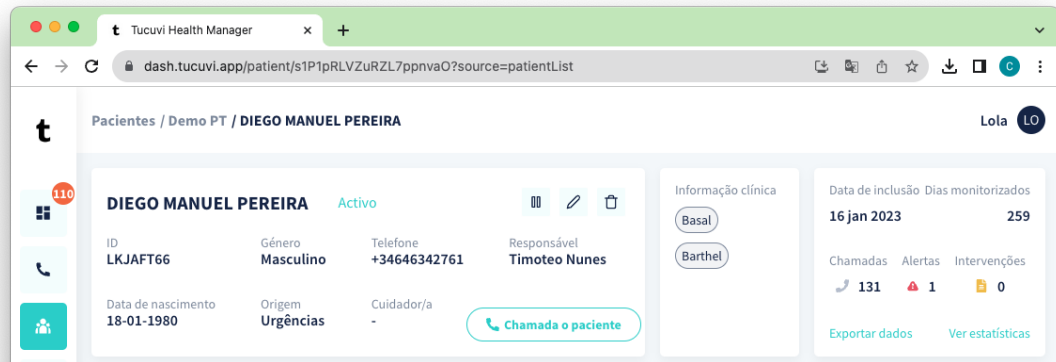 t Tucuvi Health Manager
dash.tucuvi.app/patient/s1P1pRLVZuRZL7ppnvaO?source=patientList
C
t
Pacientes / Demo PT / DIEGO MANUEL PEREIRA
Lola LO
110
DIEGO MANUEL PEREIRA Activo
ID Género Telefone Responsável
LKJAFT66 Masculino +34646342761 Timoteo Nunes
Data de nascimento Origem Cuidador/a
18-01-1980 Urgências -
Chamada o paciente
Informação clínica
Basal
Barthel
Data de inclusão Dias monitorizados
16 jan 2023 259
Chamadas Alertas Intervenções
131 1 0
Exportar dados Ver estatísticas